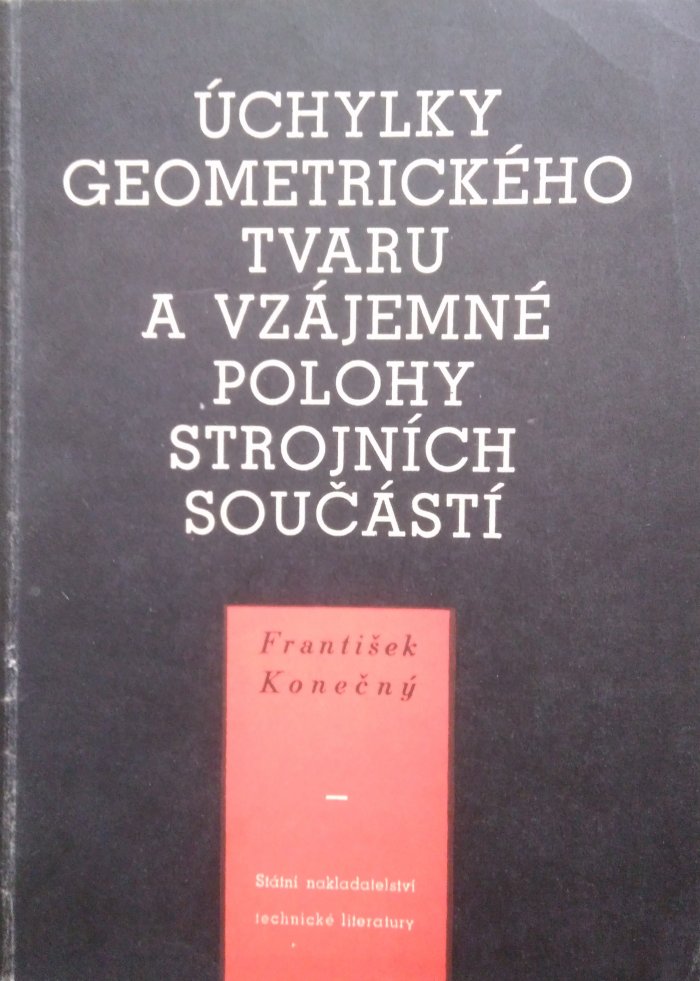 ÚCHYLKY
GEOMETRICKÉHO
TVARU
A VZÁJEMNÉ
POLOHY
STROJNÍCH
SOUČÁSTÍ
František
Konečný
—
Státní nakladatelství
technické literatury